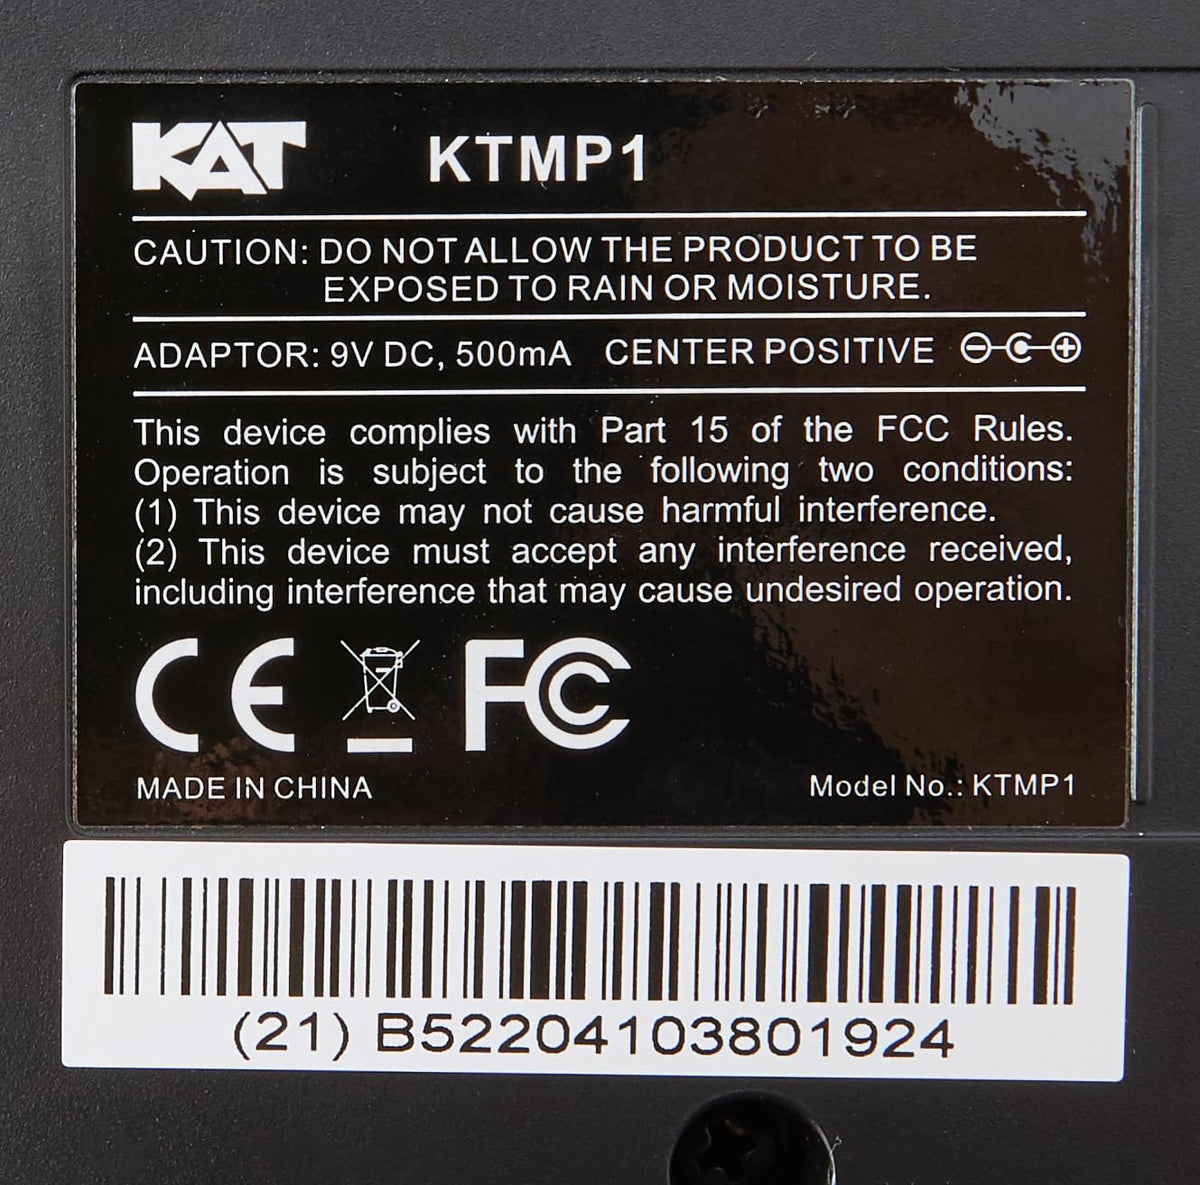 KAT KTMP1
CAUTION: DO NOT ALLOW THE PRODUCT TO BE
EXPOSED TO RAIN OR MOISTURE.
ADAPTOR: 9V DC, 500mA CENTER POSITIVE
This device complies with Part 15 of the FCC Rules.
Operation is subject to the following two conditions:
(1) This device may not cause harmful interference.
(2) This device must accept any interference received,
including interference that may cause undesired operation.
CE FC
MADE IN CHINA Model No.: KTMP1
(21) B52204103801924